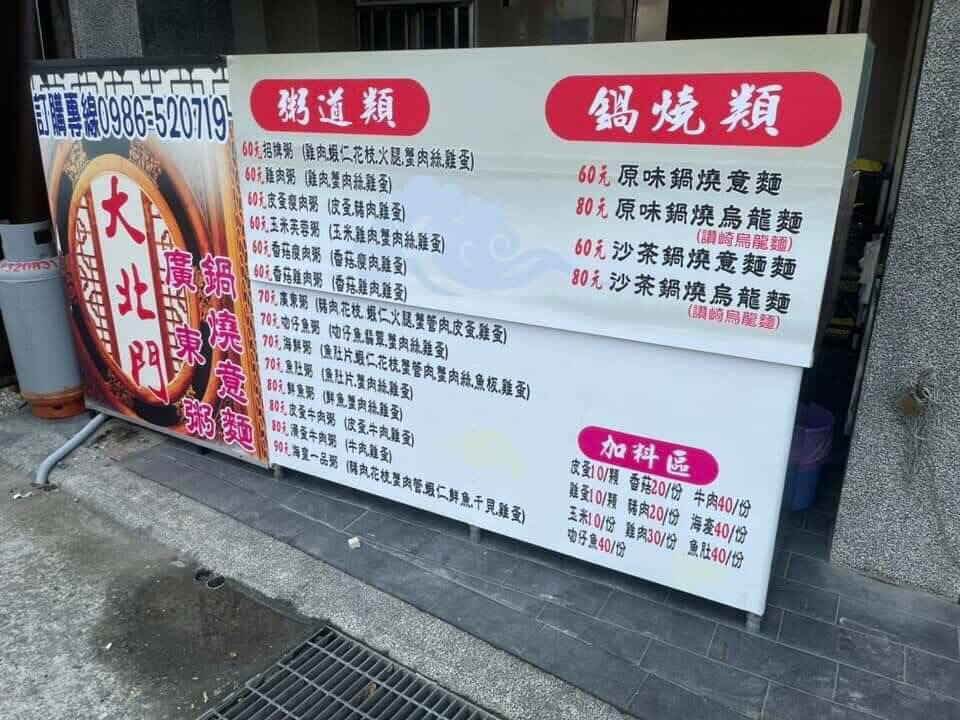 訂購專線0986-520719
大北門
廣東粥
鍋燒意麵
粥道類
60元 招牌粥 (雞肉,蝦仁,花枝,火腿,蟹肉絲,雞蛋)
60元 雞肉粥 (雞肉,蟹肉絲,雞蛋)
60元 皮蛋瘦肉粥 (皮蛋,豬肉,雞蛋)
60元 玉米芙蓉粥 (玉米,雞肉,蟹肉絲,雞蛋)
60元 香菇瘦肉粥 (香菇,瘦肉,雞蛋)
60元 香菇雞肉粥 (香菇,雞肉,雞蛋)
70元 廣東粥 (豬肉,花枝,蝦仁,火腿,蟹管肉,皮蛋,雞蛋)
70元 吻仔魚粥 (吻仔魚,翡翠,蟹肉絲,雞蛋)
70元 海鮮粥 (魚肚片,蝦仁,花枝,蟹管肉,蟹肉絲,魚板,雞蛋)
70元 魚肚粥 (魚肚片,蟹肉絲,雞蛋)
80元 鮮魚粥 (鮮魚,蟹肉絲,雞蛋)
80元 皮蛋牛肉粥 (皮蛋,牛肉,雞蛋)
80元 滑蛋牛肉粥 (牛肉,雞蛋)
90元 海皇一品粥 (豬肉,花枝,蟹肉管,蝦仁,鮮魚,干貝,雞蛋)
鍋燒類
60元 原味鍋燒意麵
80元 原味鍋燒烏龍麵
(讚崎烏龍麵)
60元 沙茶鍋燒意麵麵
80元 沙茶鍋燒烏龍麵
(讚崎烏龍麵)
加料區
皮蛋10/顆 香菇20/份 牛肉40/份
雞蛋10/顆 豬肉20/份 海產40/份
玉米10/份 雞肉30/份 魚肚40/份
吻仔魚40/份